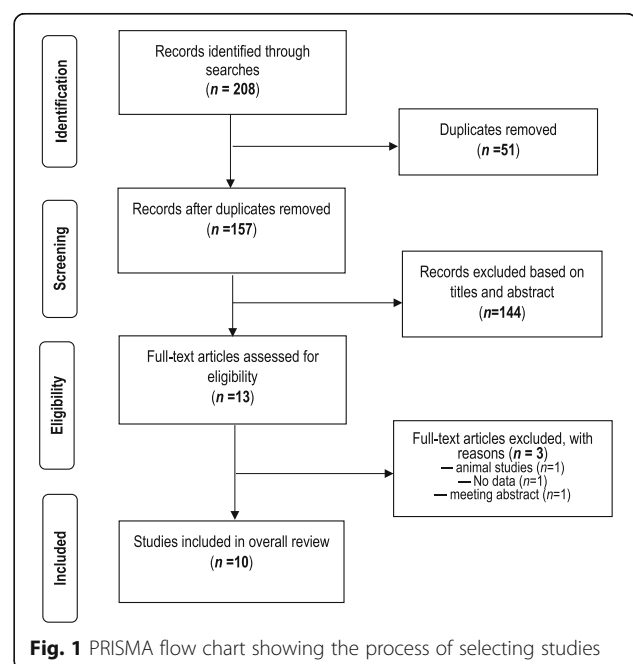 Identification
Records identified through
searches
(n = 208)
Duplicates removed
(n =51)
Screening
Records after duplicates removed
(n =157)
Records excluded based on
titles and abstract
(n=144)
Eligibility
Full-text articles assessed for
eligibility
(n =13)
Full-text articles excluded, with
reasons (n = 3)
— animal studies (n=1)
— No data (n=1)
— meeting abstract (n=1)
Included
Studies included in overall review
(n =10)
Fig. 1 PRISMA flow chart showing the process of selecting studies